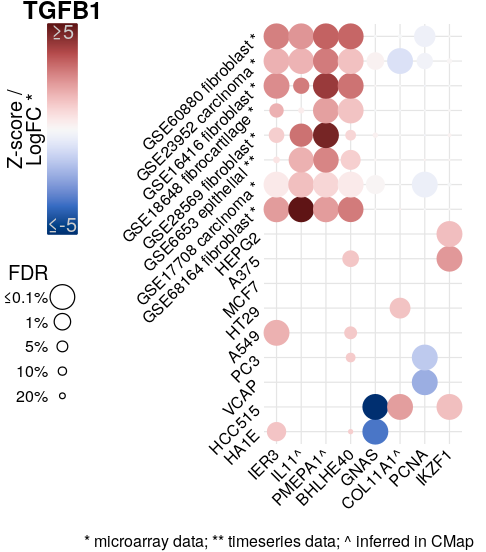 TGFB1
≥5
Z-score /
LogFC *
≤-5
FDR
≤0.1%
1%
5%
10%
20%
GSE60880 fibroblast *
GSE23952 carcinoma *
GSE16416 fibroblast *
GSE18648 fibrocartilage *
GSE28569 fibroblast *
GSE6653 epithelial **
GSE17708 carcinoma *
GSE68164 fibroblast *
HEPG2
A375
MCF7
HT29
A549
PC3
VCAP
HCC515
HA1E
IER3
IL11^
PMEPA1^
BHLHE40
GNAS
COL11A1^
PCNA
IKZF1
* microarray data; ** timeseries data; ^ inferred in CMap